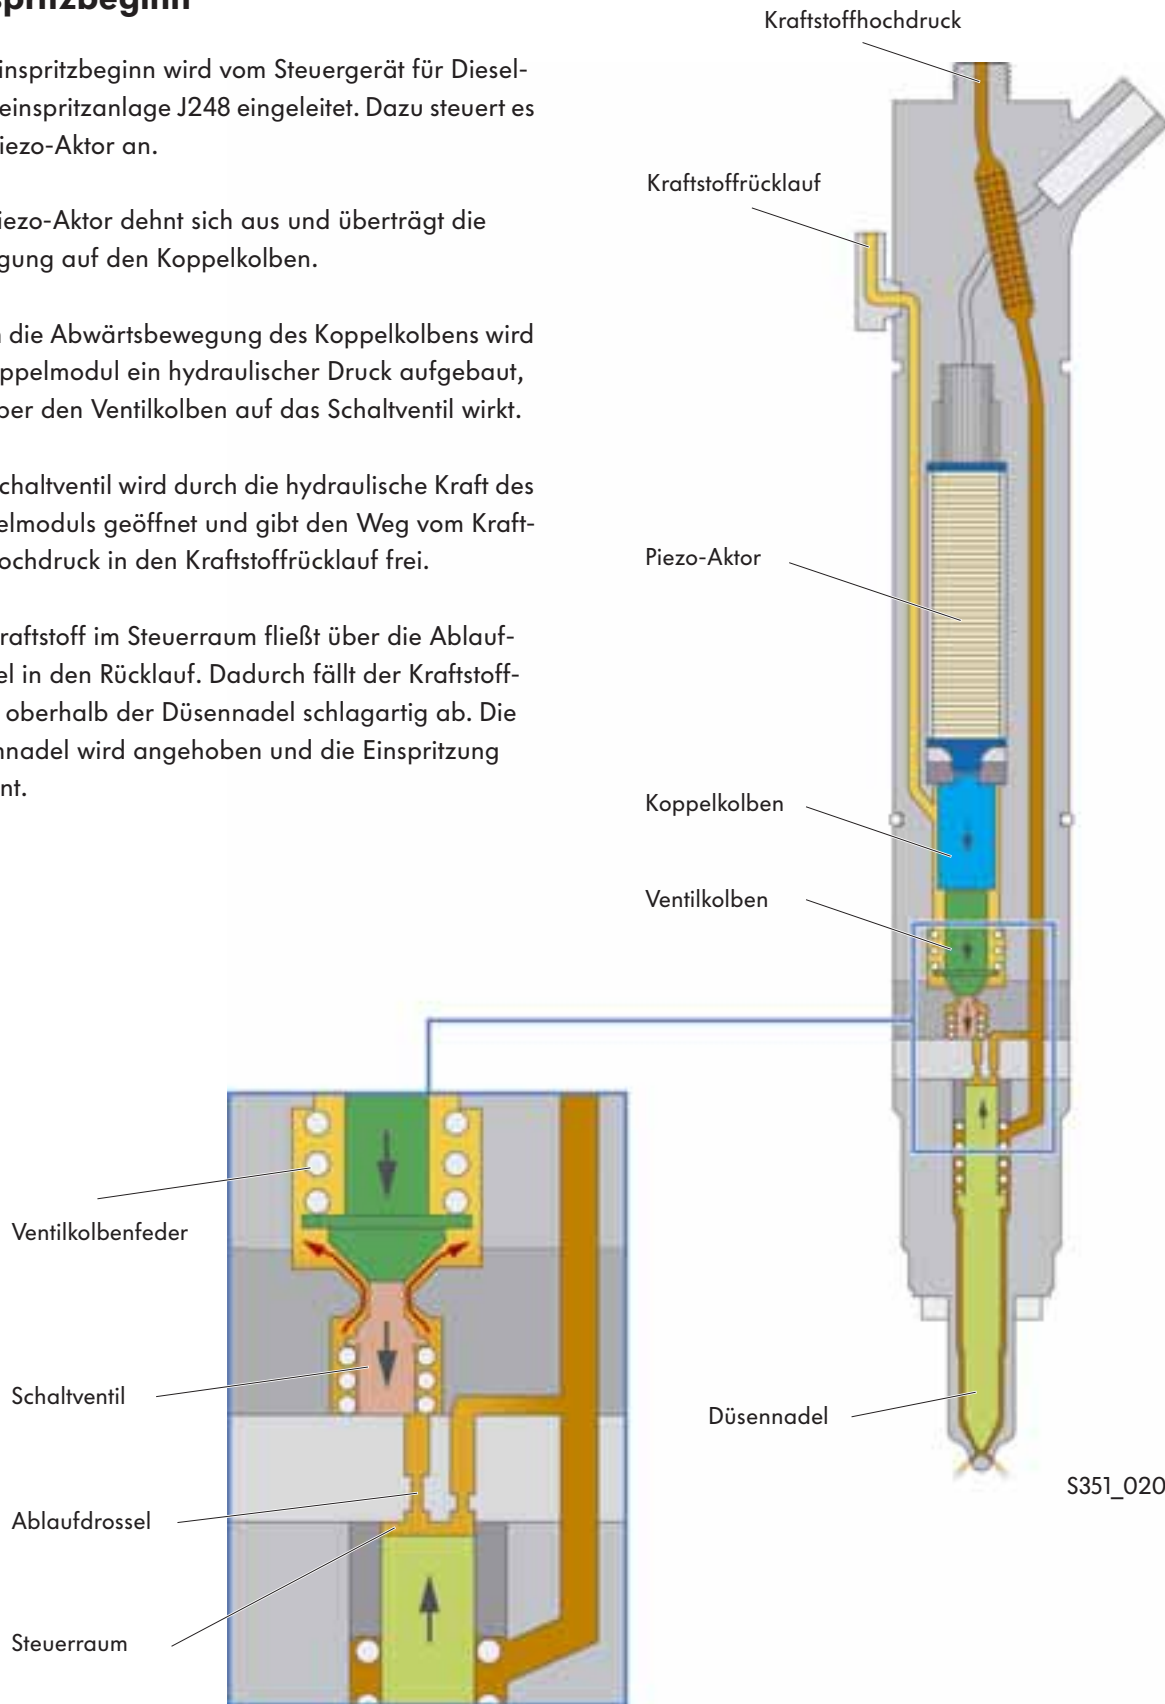 spritzbeginn
inspritzbeginn wird vom Steuergerät für Diesel-
einspritzanlage J248 eingeleitet. Dazu steuert es
iezo-Aktor an.
iezo-Aktor dehnt sich aus und überträgt die
gung auf den Koppelkolben.
die Abwärtsbewegung des Koppelkolbens wird
ppelmodul ein hydraulischer Druck aufgebaut,
ber den Ventilkolben auf das Schaltventil wirkt.
chaltventil wird durch die hydraulische Kraft des
elmoduls geöffnet und gibt den Weg vom Kraft-
ochdruck in den Kraftstoffrücklauf frei.
raftstoff im Steuerraum fließt über die Ablauf-
el in den Rücklauf. Dadurch fällt der Kraftstoff-
oberhalb der Düsennadel schlagartig ab. Die
nnadel wird angehoben und die Einspritzung
nt.
Kraftstoffhochdruck
Kraftstoffrücklauf
Piezo-Aktor
Koppelkolben
Ventilkolben
Ventilkolbenfeder
Schaltventil
Ablaufdrossel
Steuerraum
Düsennadel
S351_020